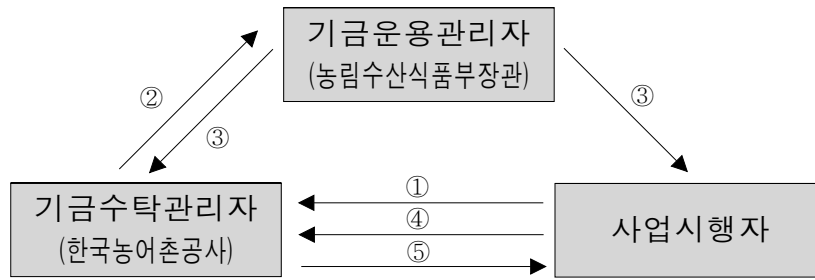 기금운용관리자
(농림수산식품부장관)
②
③
③
①
기금수탁관리자
(한국농어촌공사)
④
사업시행자
⑤